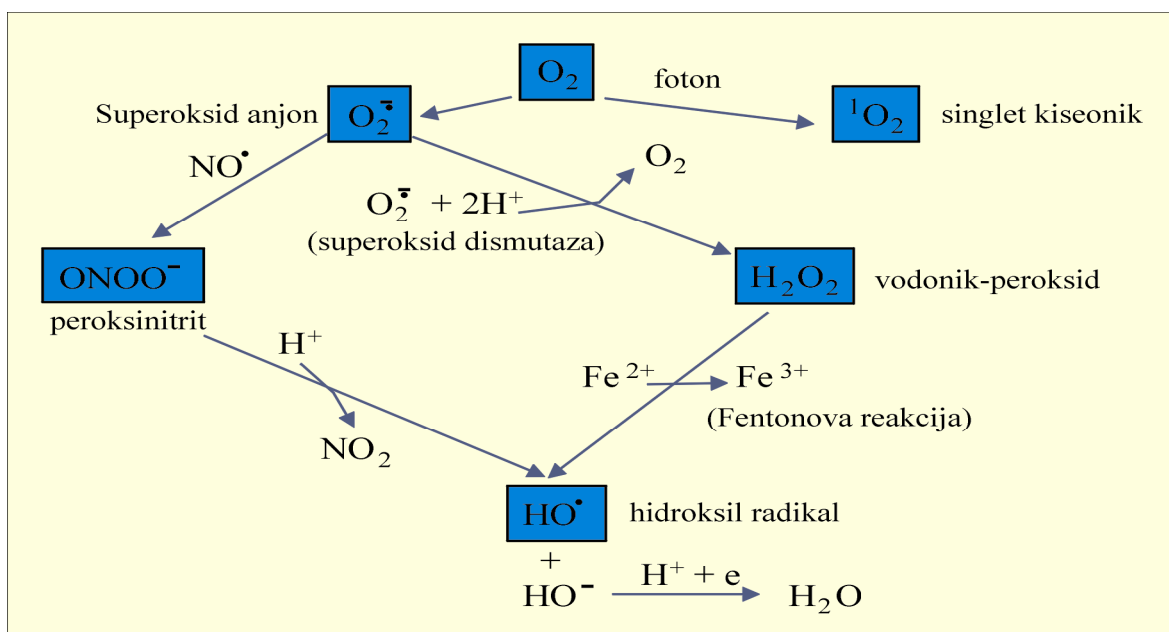 O₂
foton
Superoksid anjon
O₂•̄
¹O₂
singlet kiseonik
NO•
O₂
O₂•̄ + 2H⁺
(superoksid dismutaza)
ONOO⁻
peroksinitrit
H₂O₂
vodonik-peroksid
H⁺
Fe ²⁺
Fe ³⁺
(Fentonova reakcija)
NO₂
HO•
hidroksil radikal
+
HO⁻
H⁺ + e
H₂O